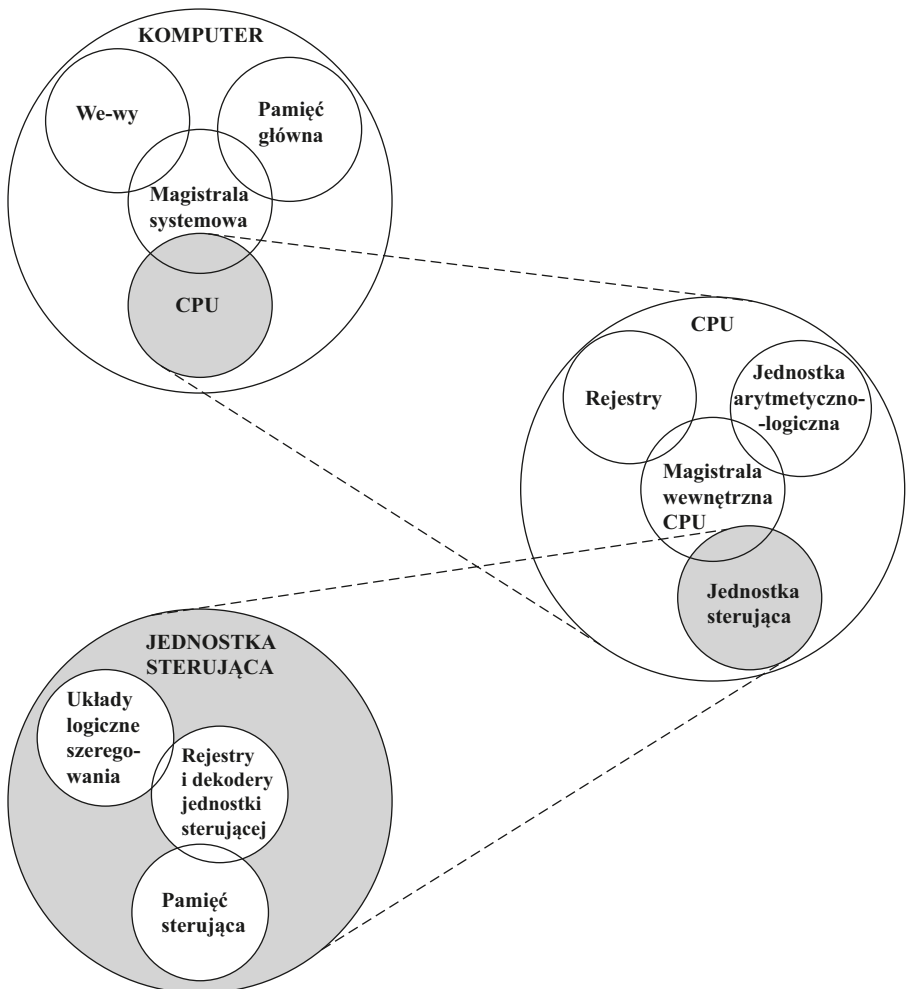 KOMPUTER
We-wy
Pamięć
główna
Magistrala
systemowa
CPU
CPU
Rejestry
Jednostka
arytmetyczno-
-logiczna
Magistrala
wewnętrzna
CPU
Jednostka
sterująca
JEDNOSTKA
STERUJĄCA
Układy
logiczne
szerego-
wania
Rejestry
i dekodery
jednostki
sterującej
Pamięć
sterująca